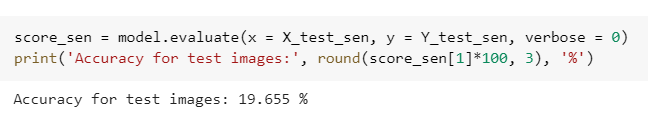 score_sen = model.evaluate(x = X_test_sen, y = Y_test_sen, verbose = 0)
print('Accuracy for test images:', round(score_sen[1]*100, 3), '%')
Accuracy for test images: 19.655 %